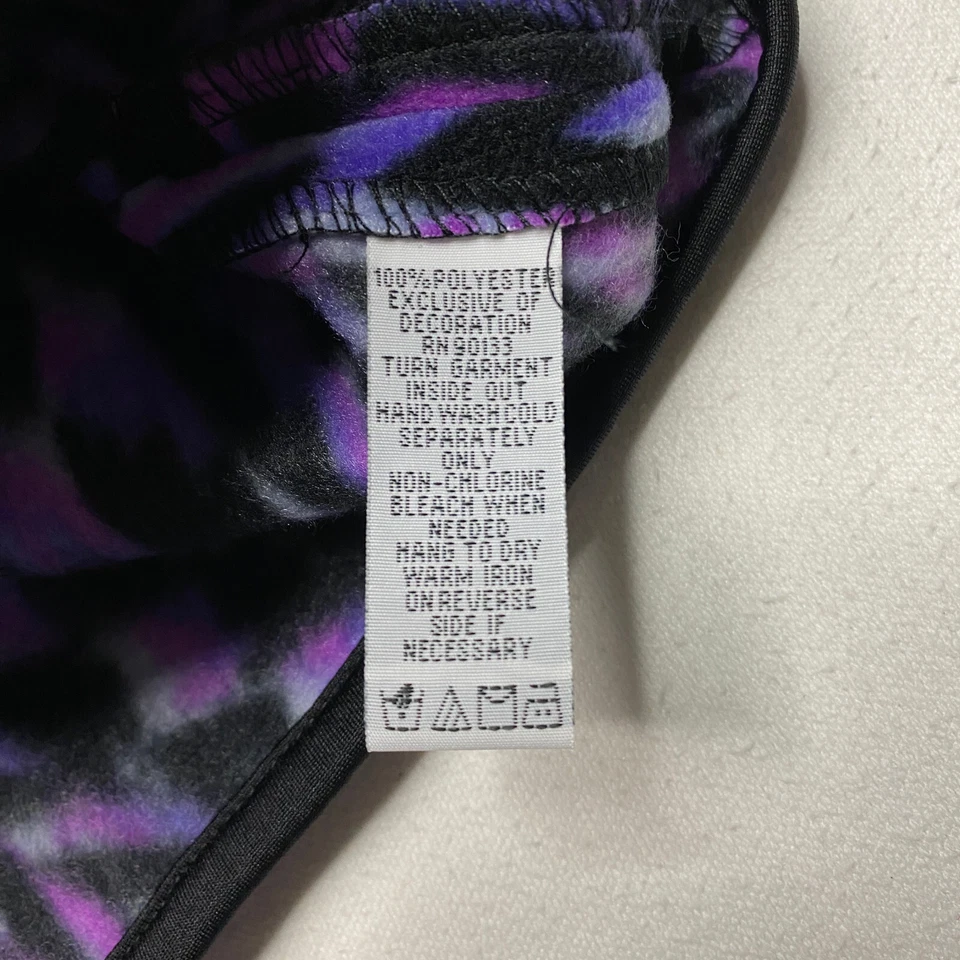 100% POLYESTER
EXCLUSIVE OF
DECORATION
RN 90133
TURN GARMENT
INSIDE OUT
HAND WASH COLD
SEPARATELY
ONLY
NON-CHLORINE
BLEACH WHEN
NEEDED
HANG TO DRY
WARM IRON
ON REVERSE
SIDE IF
NECESSARY